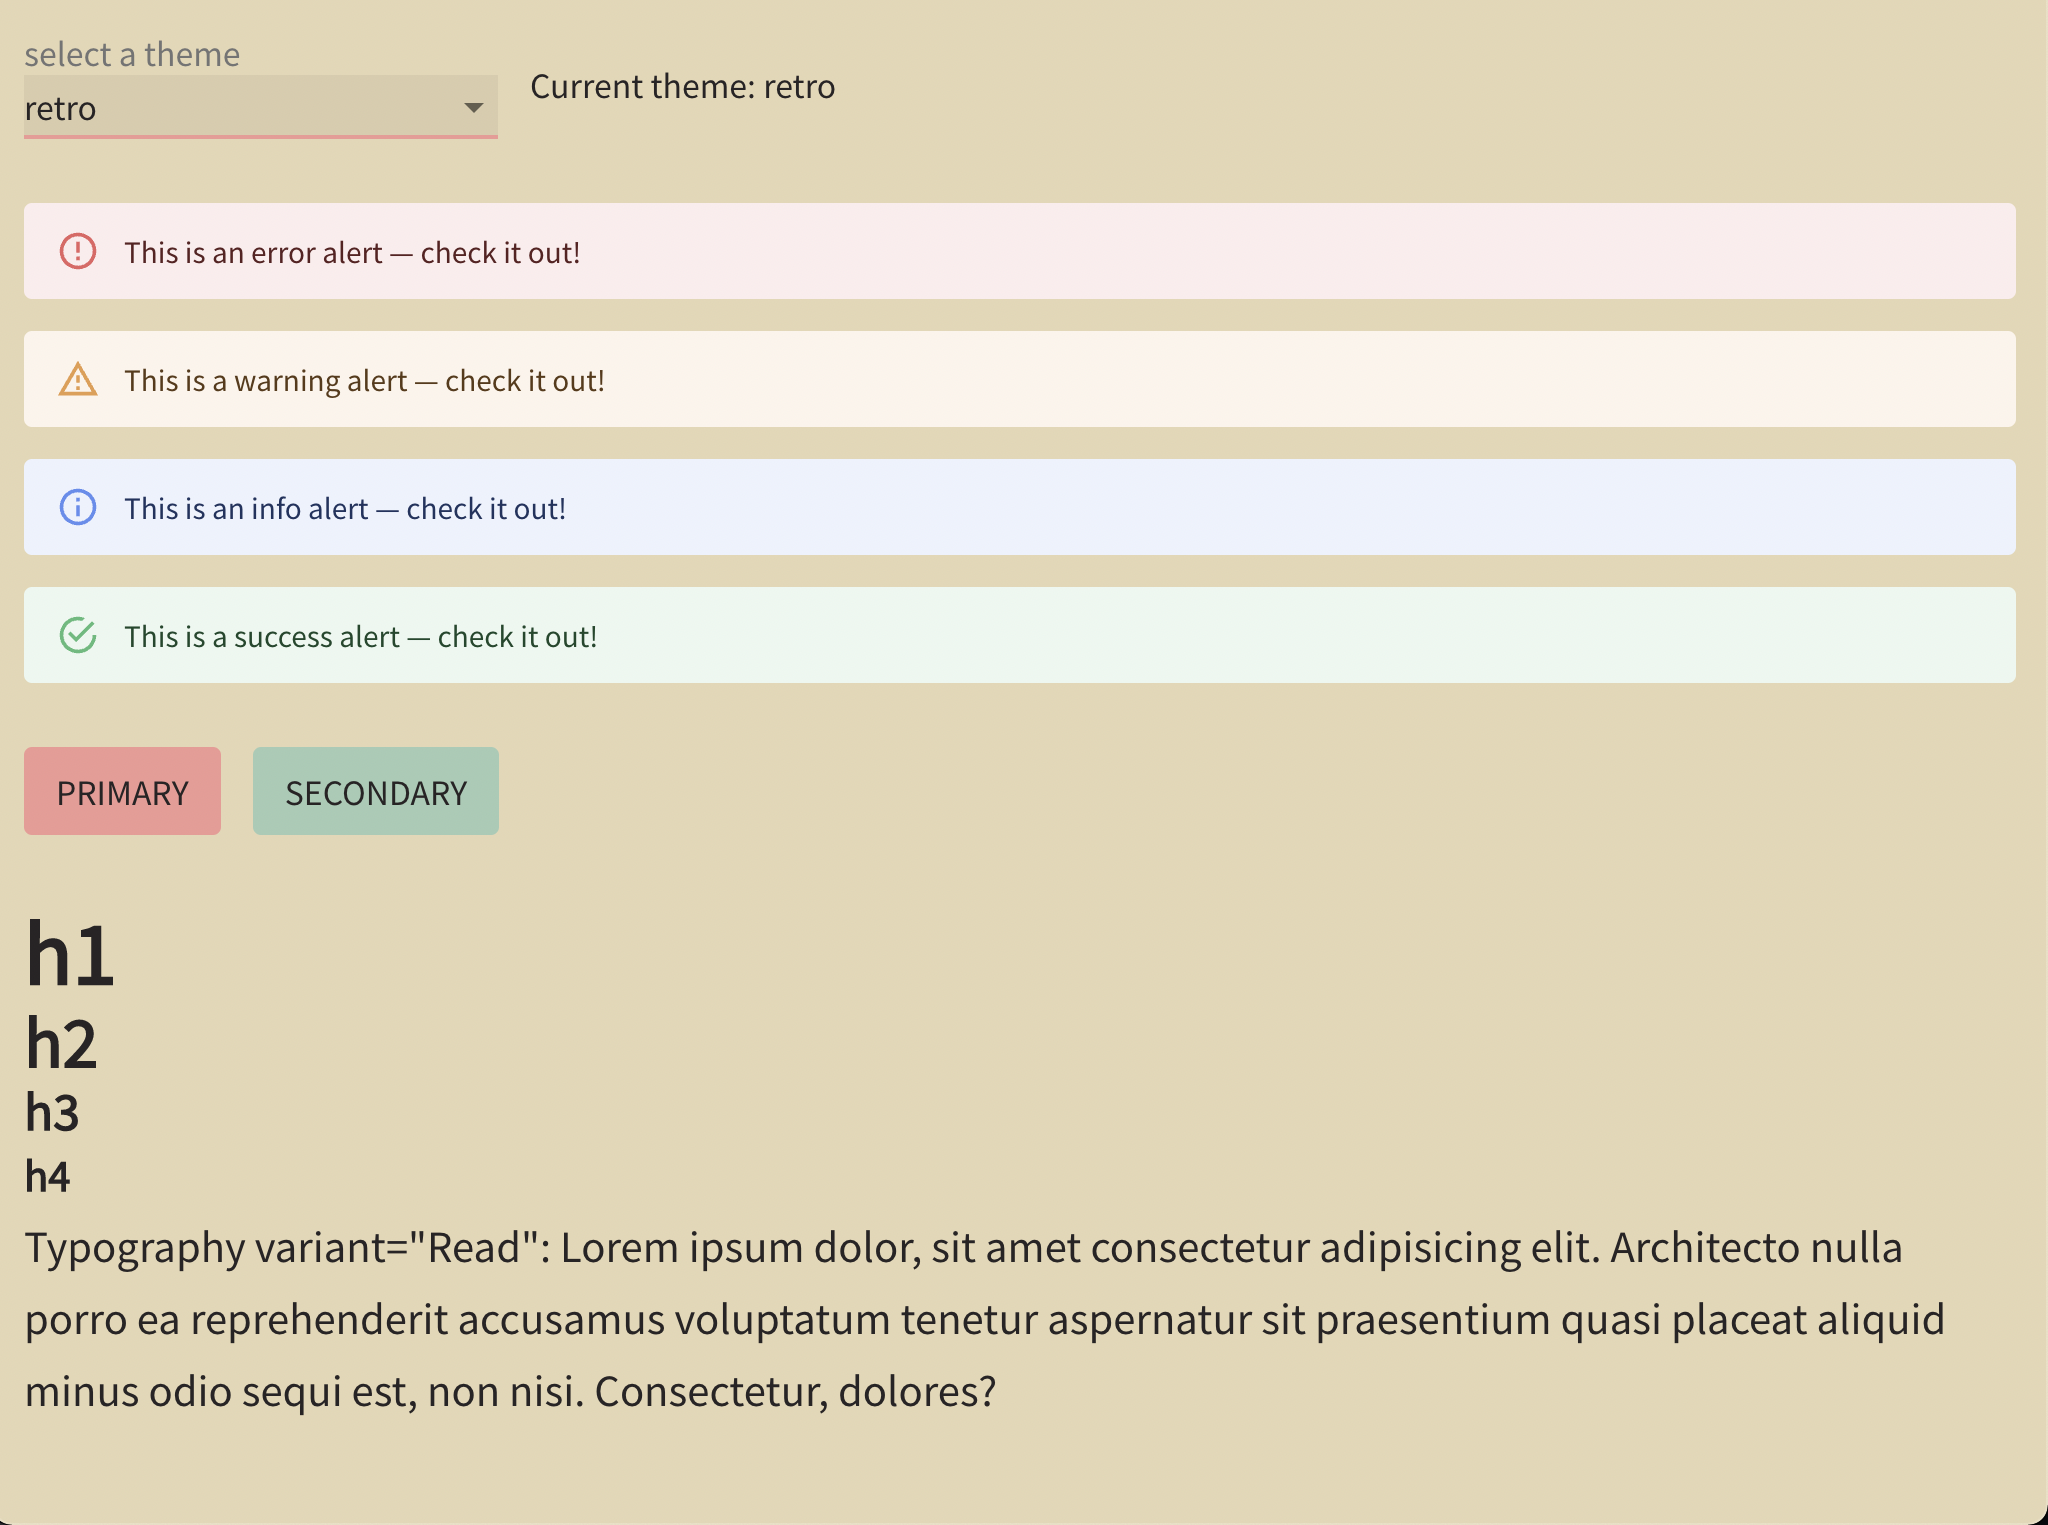 select a theme
retro
Current theme: retro
This is an error alert — check it out!
This is a warning alert — check it out!
This is an info alert — check it out!
This is a success alert — check it out!
PRIMARY
SECONDARY
h1
h2
h3
h4
Typography variant="Read": Lorem ipsum dolor, sit amet consectetur adipisicing elit. Architecto nulla
porro ea reprehenderit accusamus voluptatum tenetur aspernatur sit praesentium quasi placeat aliquid
minus odio sequi est, non nisi. Consectetur, dolores?